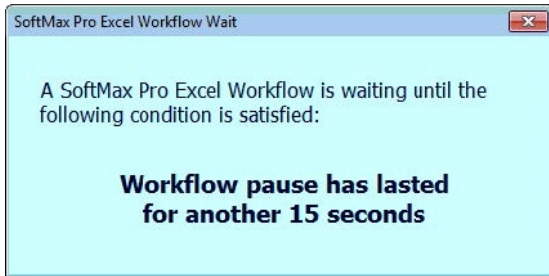 SoftMax Pro Excel Workflow Wait
A SoftMax Pro Excel Workflow is waiting until the
following condition is satisfied:
Workflow pause has lasted
for another 15 seconds